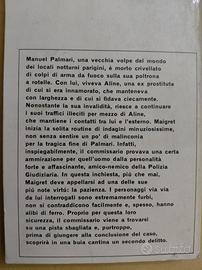 Manuel Palmari, una vecchia volpe del mondo
dei locali notturni parigini, è morto crivellato
di colpi di arma da fuoco sulla sua poltrona
a rotelle. Con lui, viveva Aline, una ex prostituta
di cui si era innamorato, che manteneva
con larghezza e di cui si fidava ciecamente.
Nonostante la sua invalidità, riesce a continuare
i suoi traffici illeciti per mezzo di Aline,
che mantiene i contatti tra lui e l'esterno. Maigret
inizia la solita routine di indagini minuziosissime,
non senza sentire un po' di malinconia
per la tragica fine di Palmari. Infatti,
inspiegabilmente, il commissario provava una certa
ammirazione per quell'uomo dalla personalità
forte e affascinante, amico-nemico della Polizia
Giudiziaria. In questa inchiesta, più che mai,
Maigret deve appellarsi ad una delle sue
più note virtù: la pazienza. I personaggi via via
da lui interrogati sono estremamente furbi,
non si contraddicono facilmente e, spesso, hanno
alibi di ferro. Proprio per questa loro
sicurezza, il commissario viene a trovarsi
su una pista sbagliata e, purtroppo,
prima di giungere alla conclusione del caso,
scoprirà in una buia cantina un secondo delitto.
subito